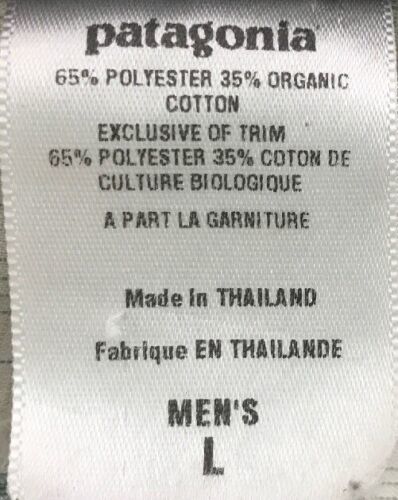 patagonia
65% POLYESTER 35% ORGANIC
COTTON
EXCLUSIVE OF TRIM
65% POLYESTER 35% COTON DE
CULTURE BIOLOGIQUE
A PART LA GARNITURE
Made in THAILAND
Fabrique EN THAILANDE
MEN'S
L